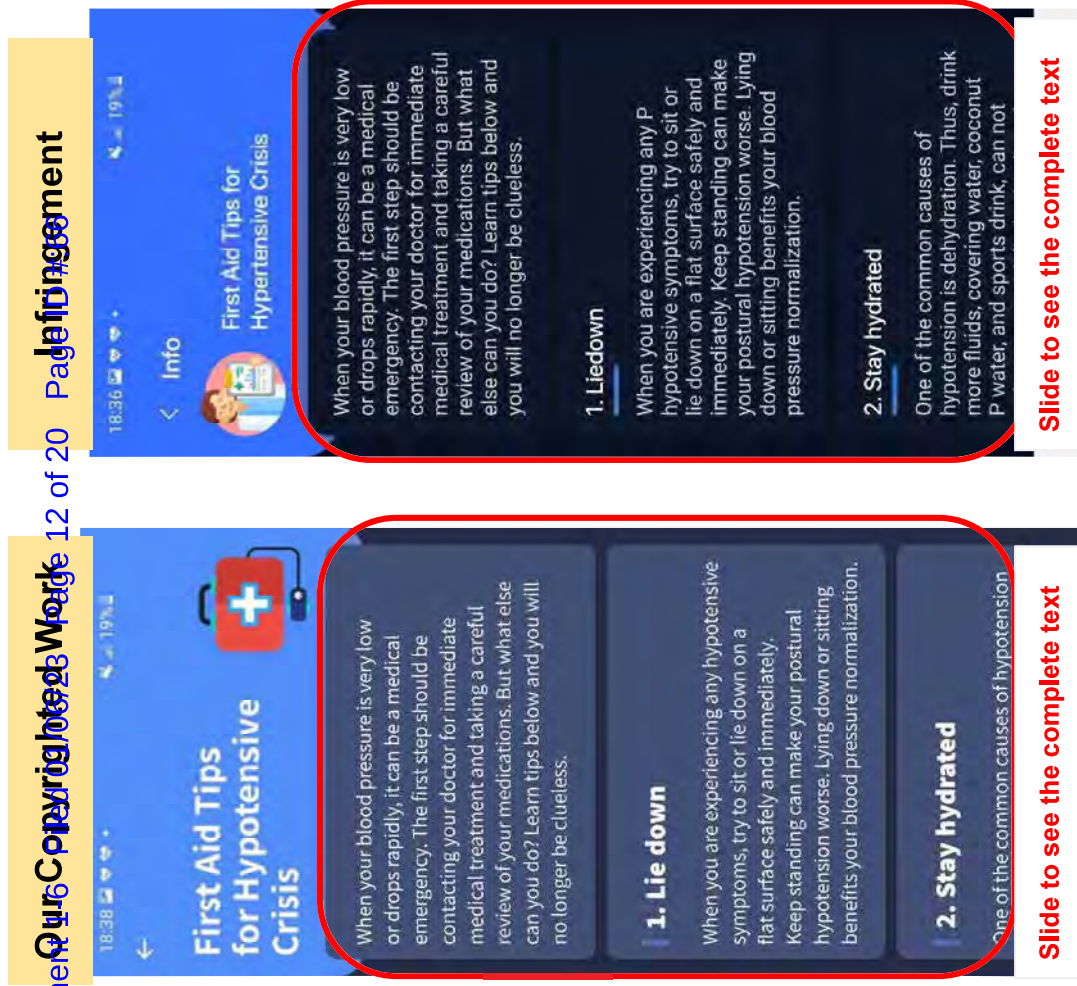 Our Copyrighted Work
Infringement
1-6 Filed 01/06/23 Page 12 of 20 Page ID
18:38
19%
First Aid Tips
for Hypotensive
Crisis
When your blood pressure is very low
or drops rapidly, it can be a medical
emergency. The first step should be
contacting your doctor for immediate
medical treatment and taking a careful
review of your medications. But what else
can you do? Learn tips below and you will
no longer be clueless.
1. Lie down
When you are experiencing any hypotensive
symptoms, try to sit or lie down on a
flat surface safely and immediately.
Keep standing can make your postural
hypotension worse. Lying down or sitting
benefits your blood pressure normalization.
2. Stay hydrated
One of the common causes of hypotension
Slide to see the complete text
18:36
19%
Info
First Aid Tips for
Hypertensive Crisis
When your blood pressure is very low
or drops rapidly, it can be a medical
emergency. The first step should be
contacting your doctor for immediate
medical treatment and taking a careful
review of your medications. But what
else can you do? Learn tips below and
you will no longer be clueless.
1. Liedown
When you are experiencing any P
hypotensive symptoms, try to sit or
lie down on a flat surface safely and
immediately. Keep standing can make
your postural hypotension worse. Lying
down or sitting benefits your blood
pressure normalization.
2. Stay hydrated
One of the common causes of
hypotension is dehydration. Thus, drink
more fluids, covering water, coconut
P water, and sports drink, can not
Slide to see the complete text